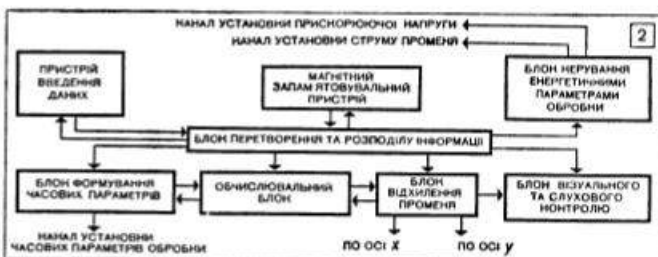 КАНАЛ УСТАНОВКИ ПРИСКОРЮЮЧОЇ НАПРУГИ
КАНАЛ УСТАНОВКИ СТРУМУ ПРОМЕНЯ
2
ПРИСТРІЙ
ВВЕДЕННЯ
ДАНИХ
МАГНІТНИЙ
ЗАПАМ ЯТОВУВАЛЬНИЙ
ПРИСТРІЙ
БЛОК КЕРУВАННЯ
ЕНЕРГЕТИЧНИМИ
ПАРАМЕТРАМИ
ОБРОБКИ
БЛОК ПЕРЕТВОРЕННЯ ТА РОЗПОДІЛУ ІНФОРМАЦІЇ
БЛОК ФОРМУВАННЯ
ЧАСОВИХ ПАРАМЕТРІВ
ОБЧИСЛЮВАЛЬНИЙ
БЛОК
БЛОК
ВІДХИЛЕННЯ
ПРОМЕНЯ
БЛОК ВІЗУАЛЬНОГО
ТА СЛУХОВОГО
КОНТРОЛЮ
КАНАЛ УСТАНОВКИ
ЧАСОВИХ ПАРАМЕТРІВ ОБРОБКИ
ПО ОСІ X
ПО ОСІ У